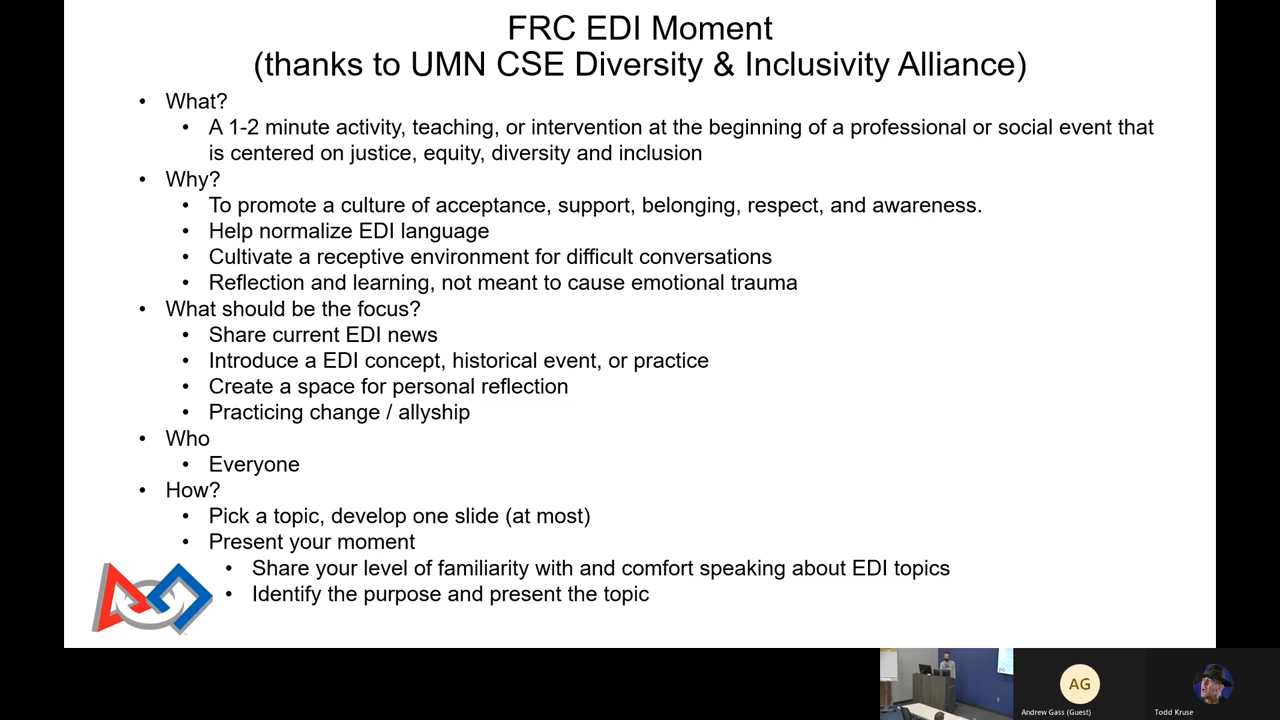 FRC EDI Moment
(thanks to UMN CSE Diversity & Inclusivity Alliance)
• What?
• A 1-2 minute activity, teaching, or intervention at the beginning of a professional or social event that
is centered on justice, equity, diversity and inclusion
• Why?
• To promote a culture of acceptance, support, belonging, respect, and awareness.
• Help normalize EDI language
• Cultivate a receptive environment for difficult conversations
• Reflection and learning, not meant to cause emotional trauma
• What should be the focus?
• Share current EDI news
• Introduce a EDI concept, historical event, or practice
• Create a space for personal reflection
• Practicing change / allyship
• Who
• Everyone
• How?
• Pick a topic, develop one slide (at most)
• Present your moment
• Share your level of familiarity with and comfort speaking about EDI topics
• Identify the purpose and present the topic
AG
Andrew Gass (Guest)
Todd Kruse